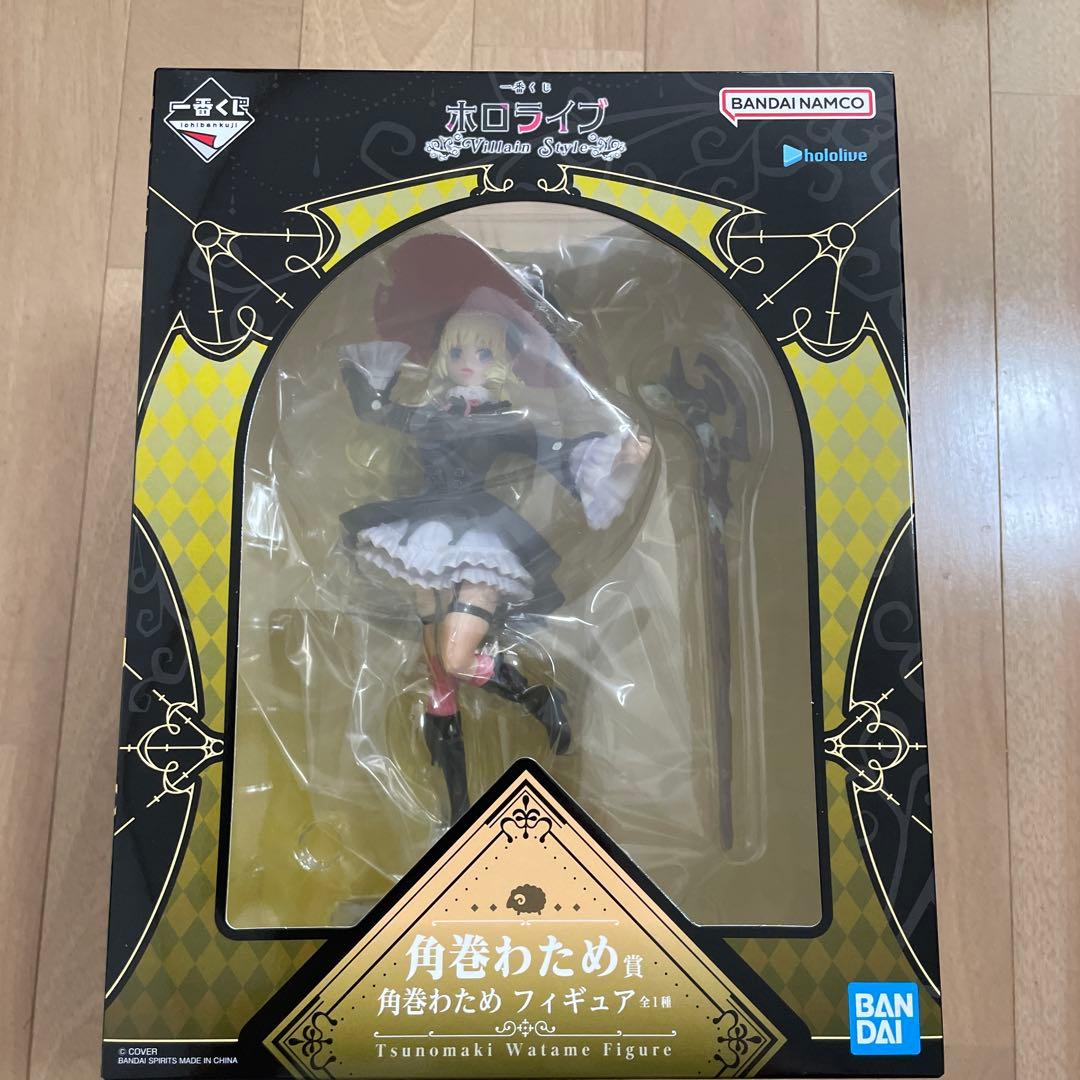 一番くじ
ichibankuji
一番くじ
ホロライブ
Villain Style
BANDAI NAMCO
hololive
角巻わため賞
角巻わため フィギュア 全1種
Tsunomaki Watame Figure
© COVER
BANDAI SPIRITS MADE IN CHINA
BAN
DAI